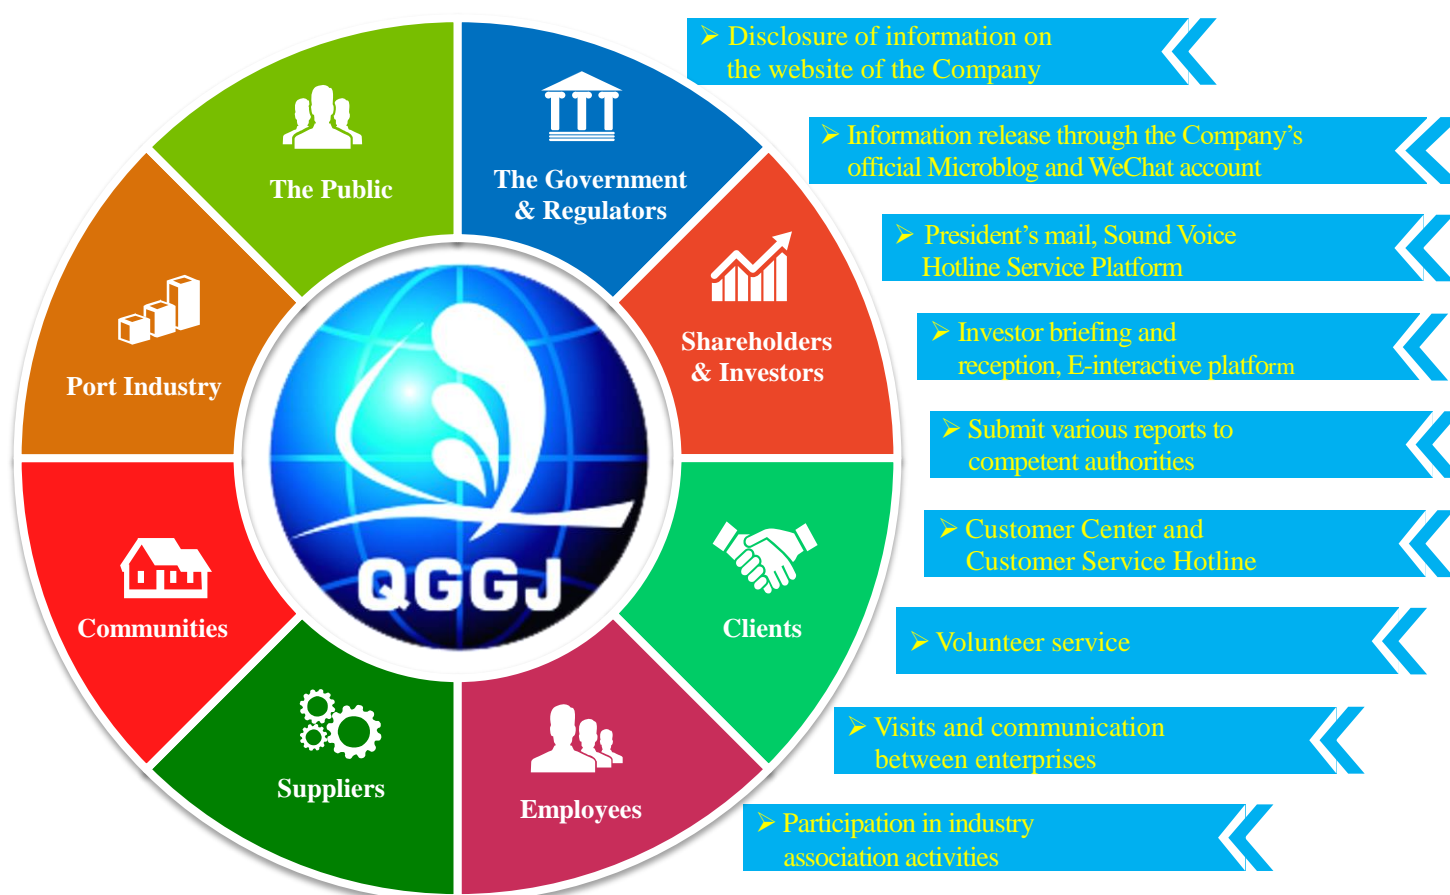 The Public
The Government
& Regulators
Shareholders
& Investors
Port Industry
Communities
Clients
Suppliers
Employees
QGGJ
➢ Disclosure of information on
the website of the Company
➢ Information release through the Company’s
official Microblog and WeChat account
➢ President’s mail, Sound Voice
Hotline Service Platform
➢ Investor briefing and
reception, E-interactive platform
➢ Submit various reports to
competent authorities
➢ Customer Center and
Customer Service Hotline
➢ Volunteer service
➢ Visits and communication
between enterprises
➢ Participation in industry
association activities